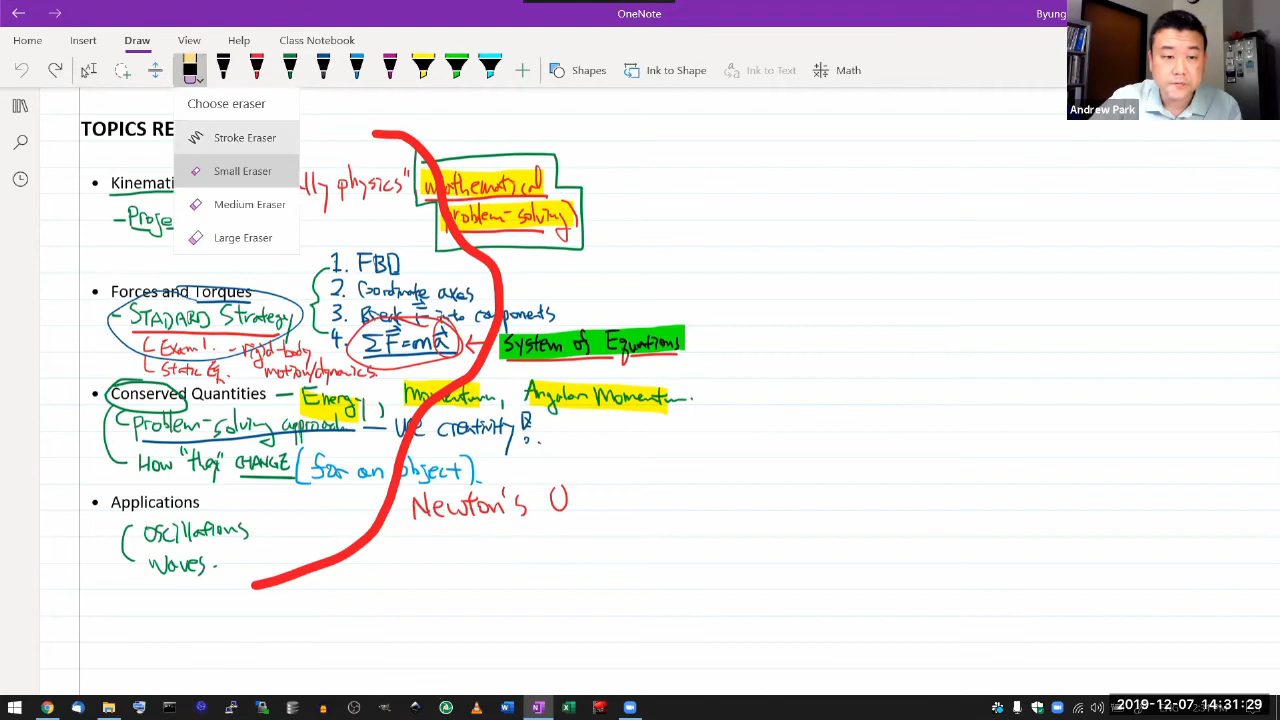 OneNote
Byung
Home Insert Draw View Help Class Notebook
Shapes Ink to Shape Ink to Text Math
Andrew Park
Choose eraser
Stroke Eraser
Small Eraser
Medium Eraser
Large Eraser
TOPICS RE
• Kinemati
ally physics" mathematical
- Proje
problem-solving
1. FBD
2. Coordinate axes
3. Break F into components
4. ΣF=ma ← System of Equations
• Forces and Torques
- STADARD Strategy
Exam 1. - rigid-body
Static Eq. motion/dynamics.
• Conserved Quantities — Energy, Momentum, Angular Momentum.
problem-solving approach — use creativity
How "they" CHANGE (for an object).
• Applications
Newton's
Oscillations
Waves.
2019-12-07 14:31:29